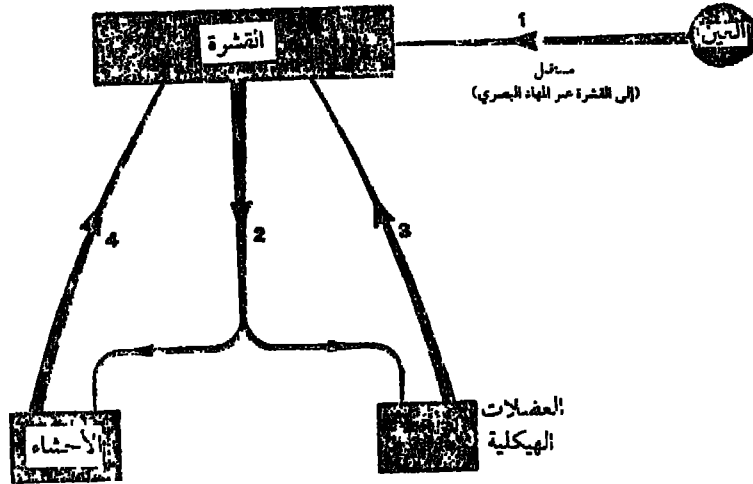 العين
القشرة
1
مستقبل
(إلى القشرة عبر المهاد البصري)
2
3
4
العضلات
الهيكلية
الأحشاء